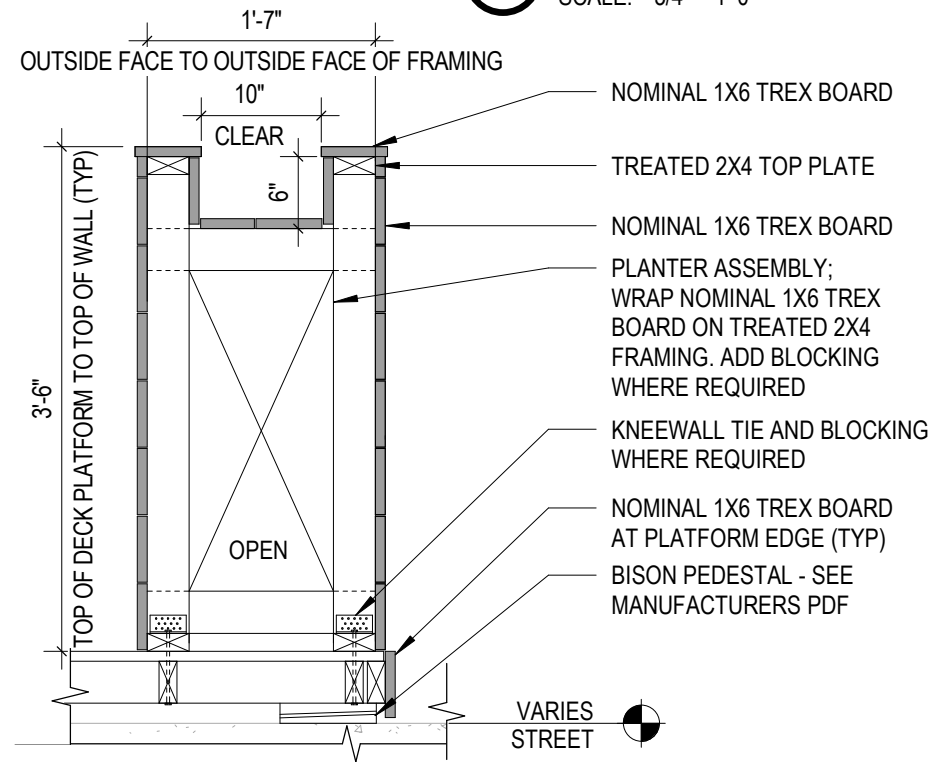 1'-7"
OUTSIDE FACE TO OUTSIDE FACE OF FRAMING
10"
CLEAR
6"
3'-6"
TOP OF DECK PLATFORM TO TOP OF WALL (TYP)
OPEN
NOMINAL 1X6 TREX BOARD
TREATED 2X4 TOP PLATE
NOMINAL 1X6 TREX BOARD
PLANTER ASSEMBLY;
WRAP NOMINAL 1X6 TREX
BOARD ON TREATED 2X4
FRAMING. ADD BLOCKING
WHERE REQUIRED
KNEEWALL TIE AND BLOCKING
WHERE REQUIRED
NOMINAL 1X6 TREX BOARD
AT PLATFORM EDGE (TYP)
BISON PEDESTAL - SEE
MANUFACTURERS PDF
VARIES
STREET